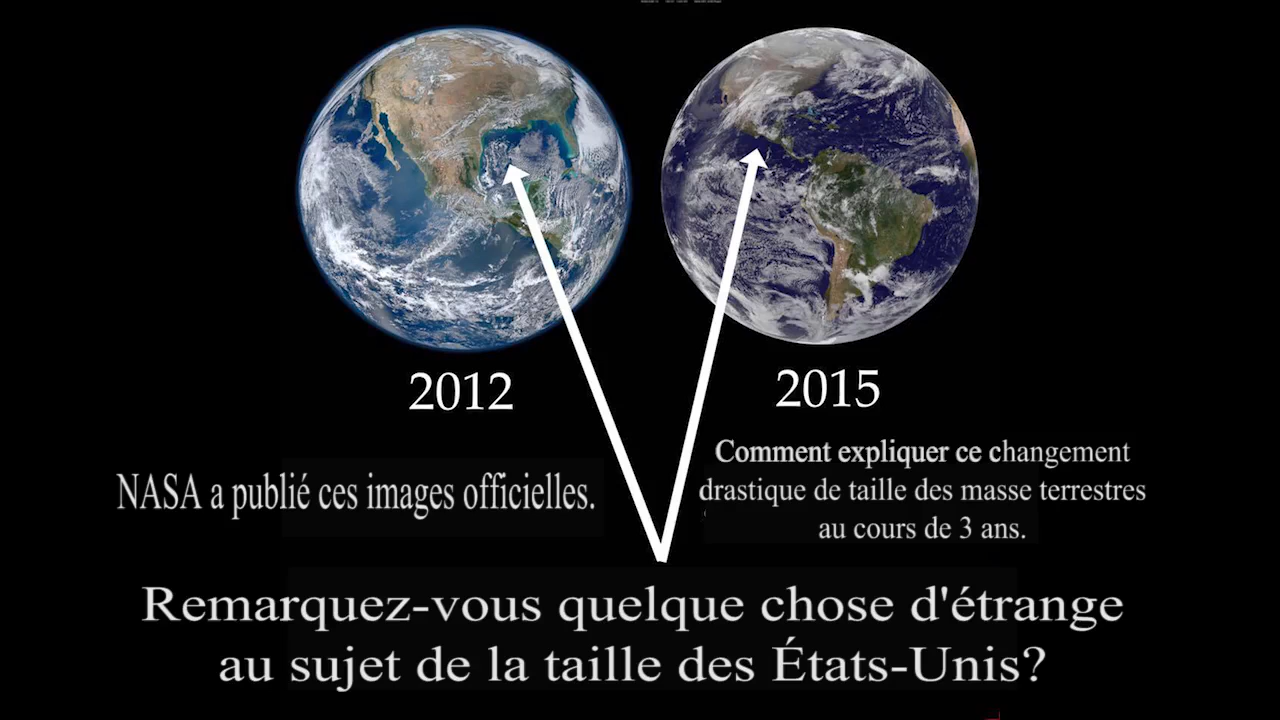 2012
2015
NASA a publié ces images officielles.
Comment expliquer ce changement
drastique de taille des masse terrestres
au cours de 3 ans.
Remarquez-vous quelque chose d'étrange
au sujet de la taille des États-Unis?